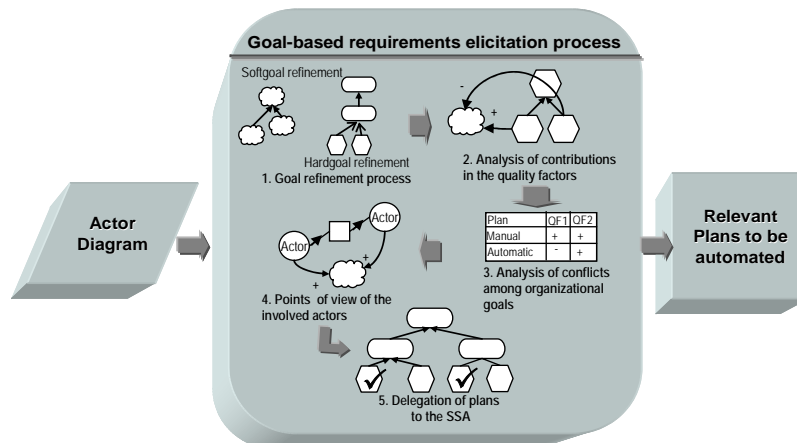 Goal-based requirements elicitation process
Softgoal refinement
Hardgoal refinement
1. Goal refinement process
-
+
2. Analysis of contributions
in the quality factors
Plan QF1 QF2
Manual + +
Automatic - +
3. Analysis of conflicts
among organizational
goals
Actor
Actor
+
+
4. Points of view of the
involved actors
5. Delegation of plans
to the SSA
Actor
Diagram
Relevant
Plans to be
automated